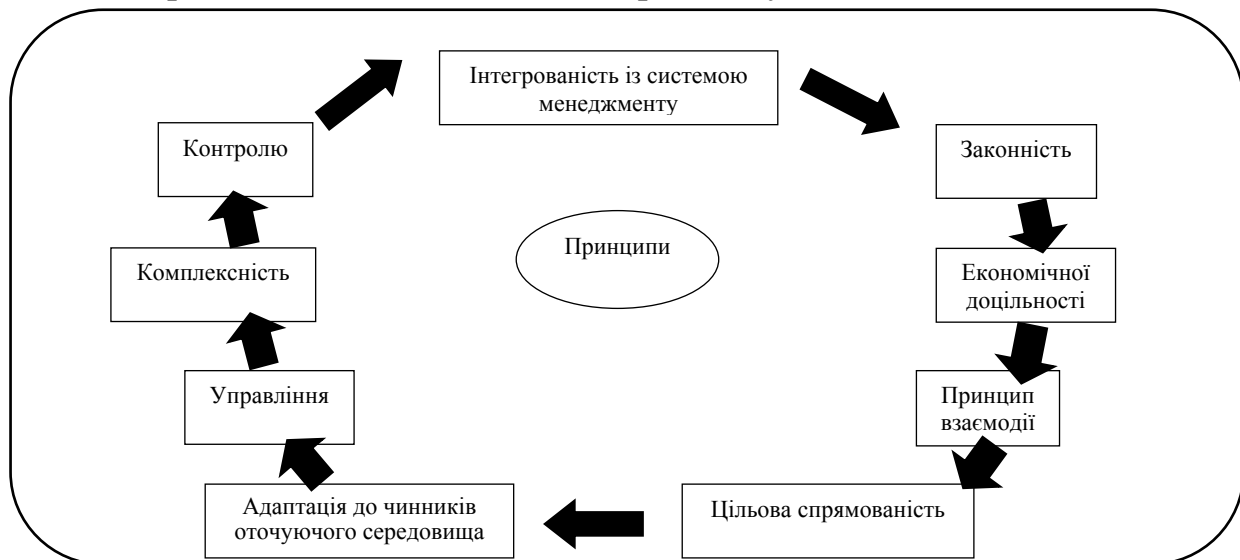 Інтегрованість із системою
менеджменту
Контролю
Законність
Принципи
Комплексність
Економічної
доцільності
Управління
Принцип
взаємодії
Адаптація до чинників
оточуючого середовища
Цільова спрямованість